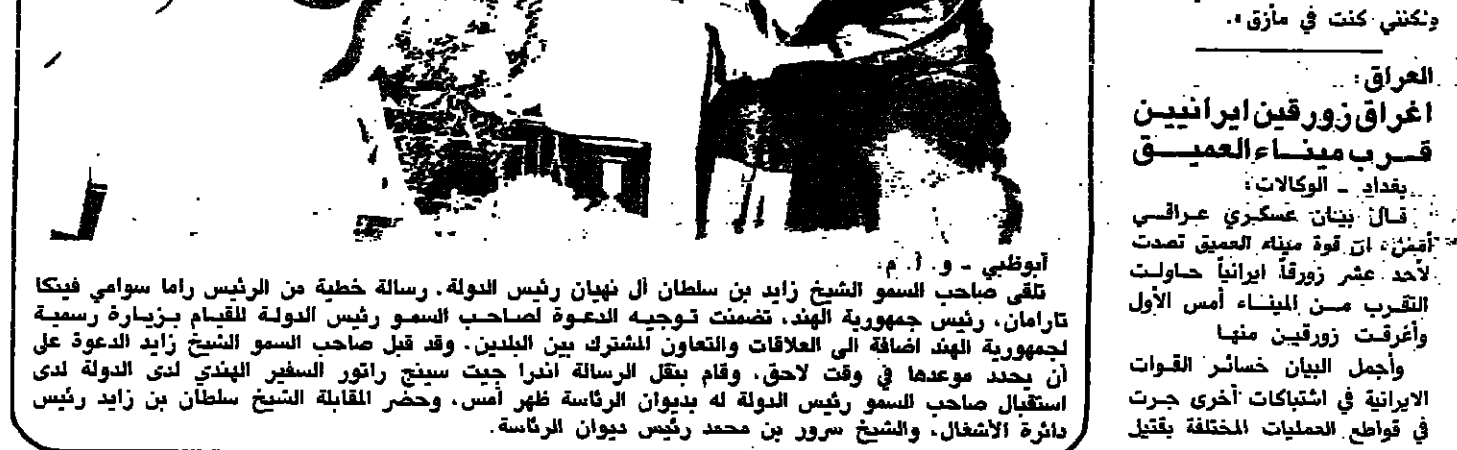 ولكنني كنت في مأزق».
العراق:
اغراق زورقين ايرانيين
قرب ميناء العميق
بغداد - الوكالات:
قال بيان عسكري عراقي
أمس، ان قوة ميناء العميق تصدت
لأحد عشر زورقاً ايرانياً حاولت
التقرب من الميناء أمس الأول
وأغرقت زورقين منها
وأجمل البيان خسائر القوات
الايرانية في اشتباكات أخرى جرت
في قواطع العمليات المختلفة بقتيل
أبوظبي - و. أ. م:
تلقى صاحب السمو الشيخ زايد بن سلطان آل نهيان رئيس الدولة، رسالة خطية من الرئيس راما سوامي فينكا
تارامان، رئيس جمهورية الهند، تضمنت توجيه الدعوة لصاحب السمو رئيس الدولة للقيام بزيارة رسمية
لجمهورية الهند اضافة الى العلاقات والتعاون المشترك بين البلدين. وقد قبل صاحب السمو الشيخ زايد الدعوة على
أن يحدد موعدها في وقت لاحق، وقام بنقل الرسالة اندرا جيت سينج راتور السفير الهندي لدى الدولة لدى
استقبال صاحب السمو رئيس الدولة له بديوان الرئاسة ظهر أمس، وحضر المقابلة الشيخ سلطان بن زايد رئيس
دائرة الأشغال، والشيخ سرور بن محمد رئيس ديوان الرئاسة.